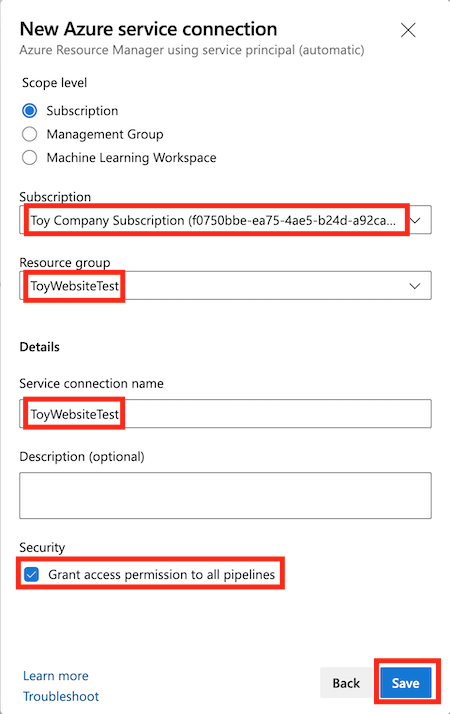 New Azure service connection
Azure Resource Manager using service principal (automatic)
Scope level
Subscription
Management Group
Machine Learning Workspace
Subscription
Toy Company Subscription (f0750bbe-ea75-4ae5-b24d-a92ca...
Resource group
ToyWebsiteTest
Details
Service connection name
ToyWebsiteTest
Description (optional)
Security
Grant access permission to all pipelines
Learn more
Troubleshoot
Back
Save